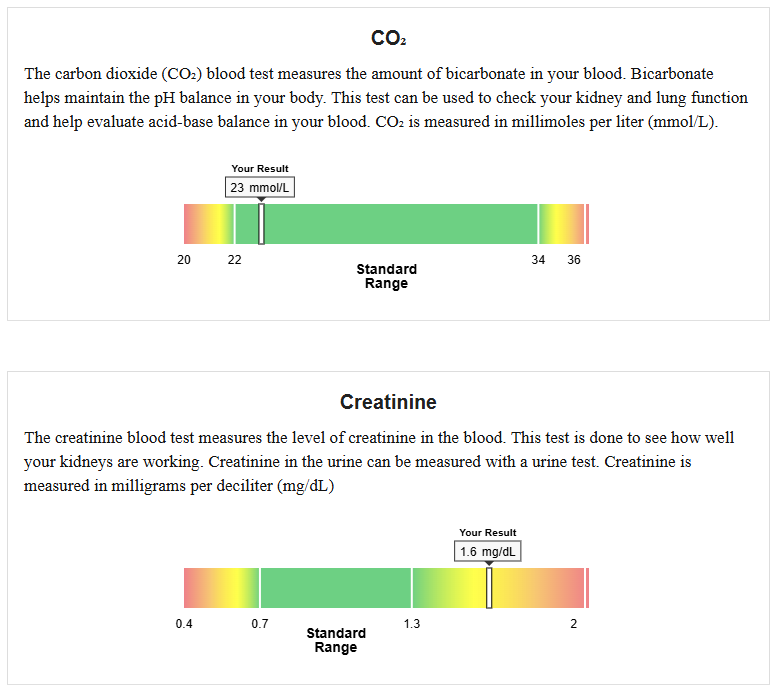 CO₂
The carbon dioxide (CO₂) blood test measures the amount of bicarbonate in your blood. Bicarbonate
helps maintain the pH balance in your body. This test can be used to check your kidney and lung function
and help evaluate acid-base balance in your blood. CO₂ is measured in millimoles per liter (mmol/L).
Your Result
23 mmol/L
20 22 34 36
Standard
Range
Creatinine
The creatinine blood test measures the level of creatinine in the blood. This test is done to see how well
your kidneys are working. Creatinine in the urine can be measured with a urine test. Creatinine is
measured in milligrams per deciliter (mg/dL)
Your Result
1.6 mg/dL
0.4 0.7 1.3 2
Standard
Range